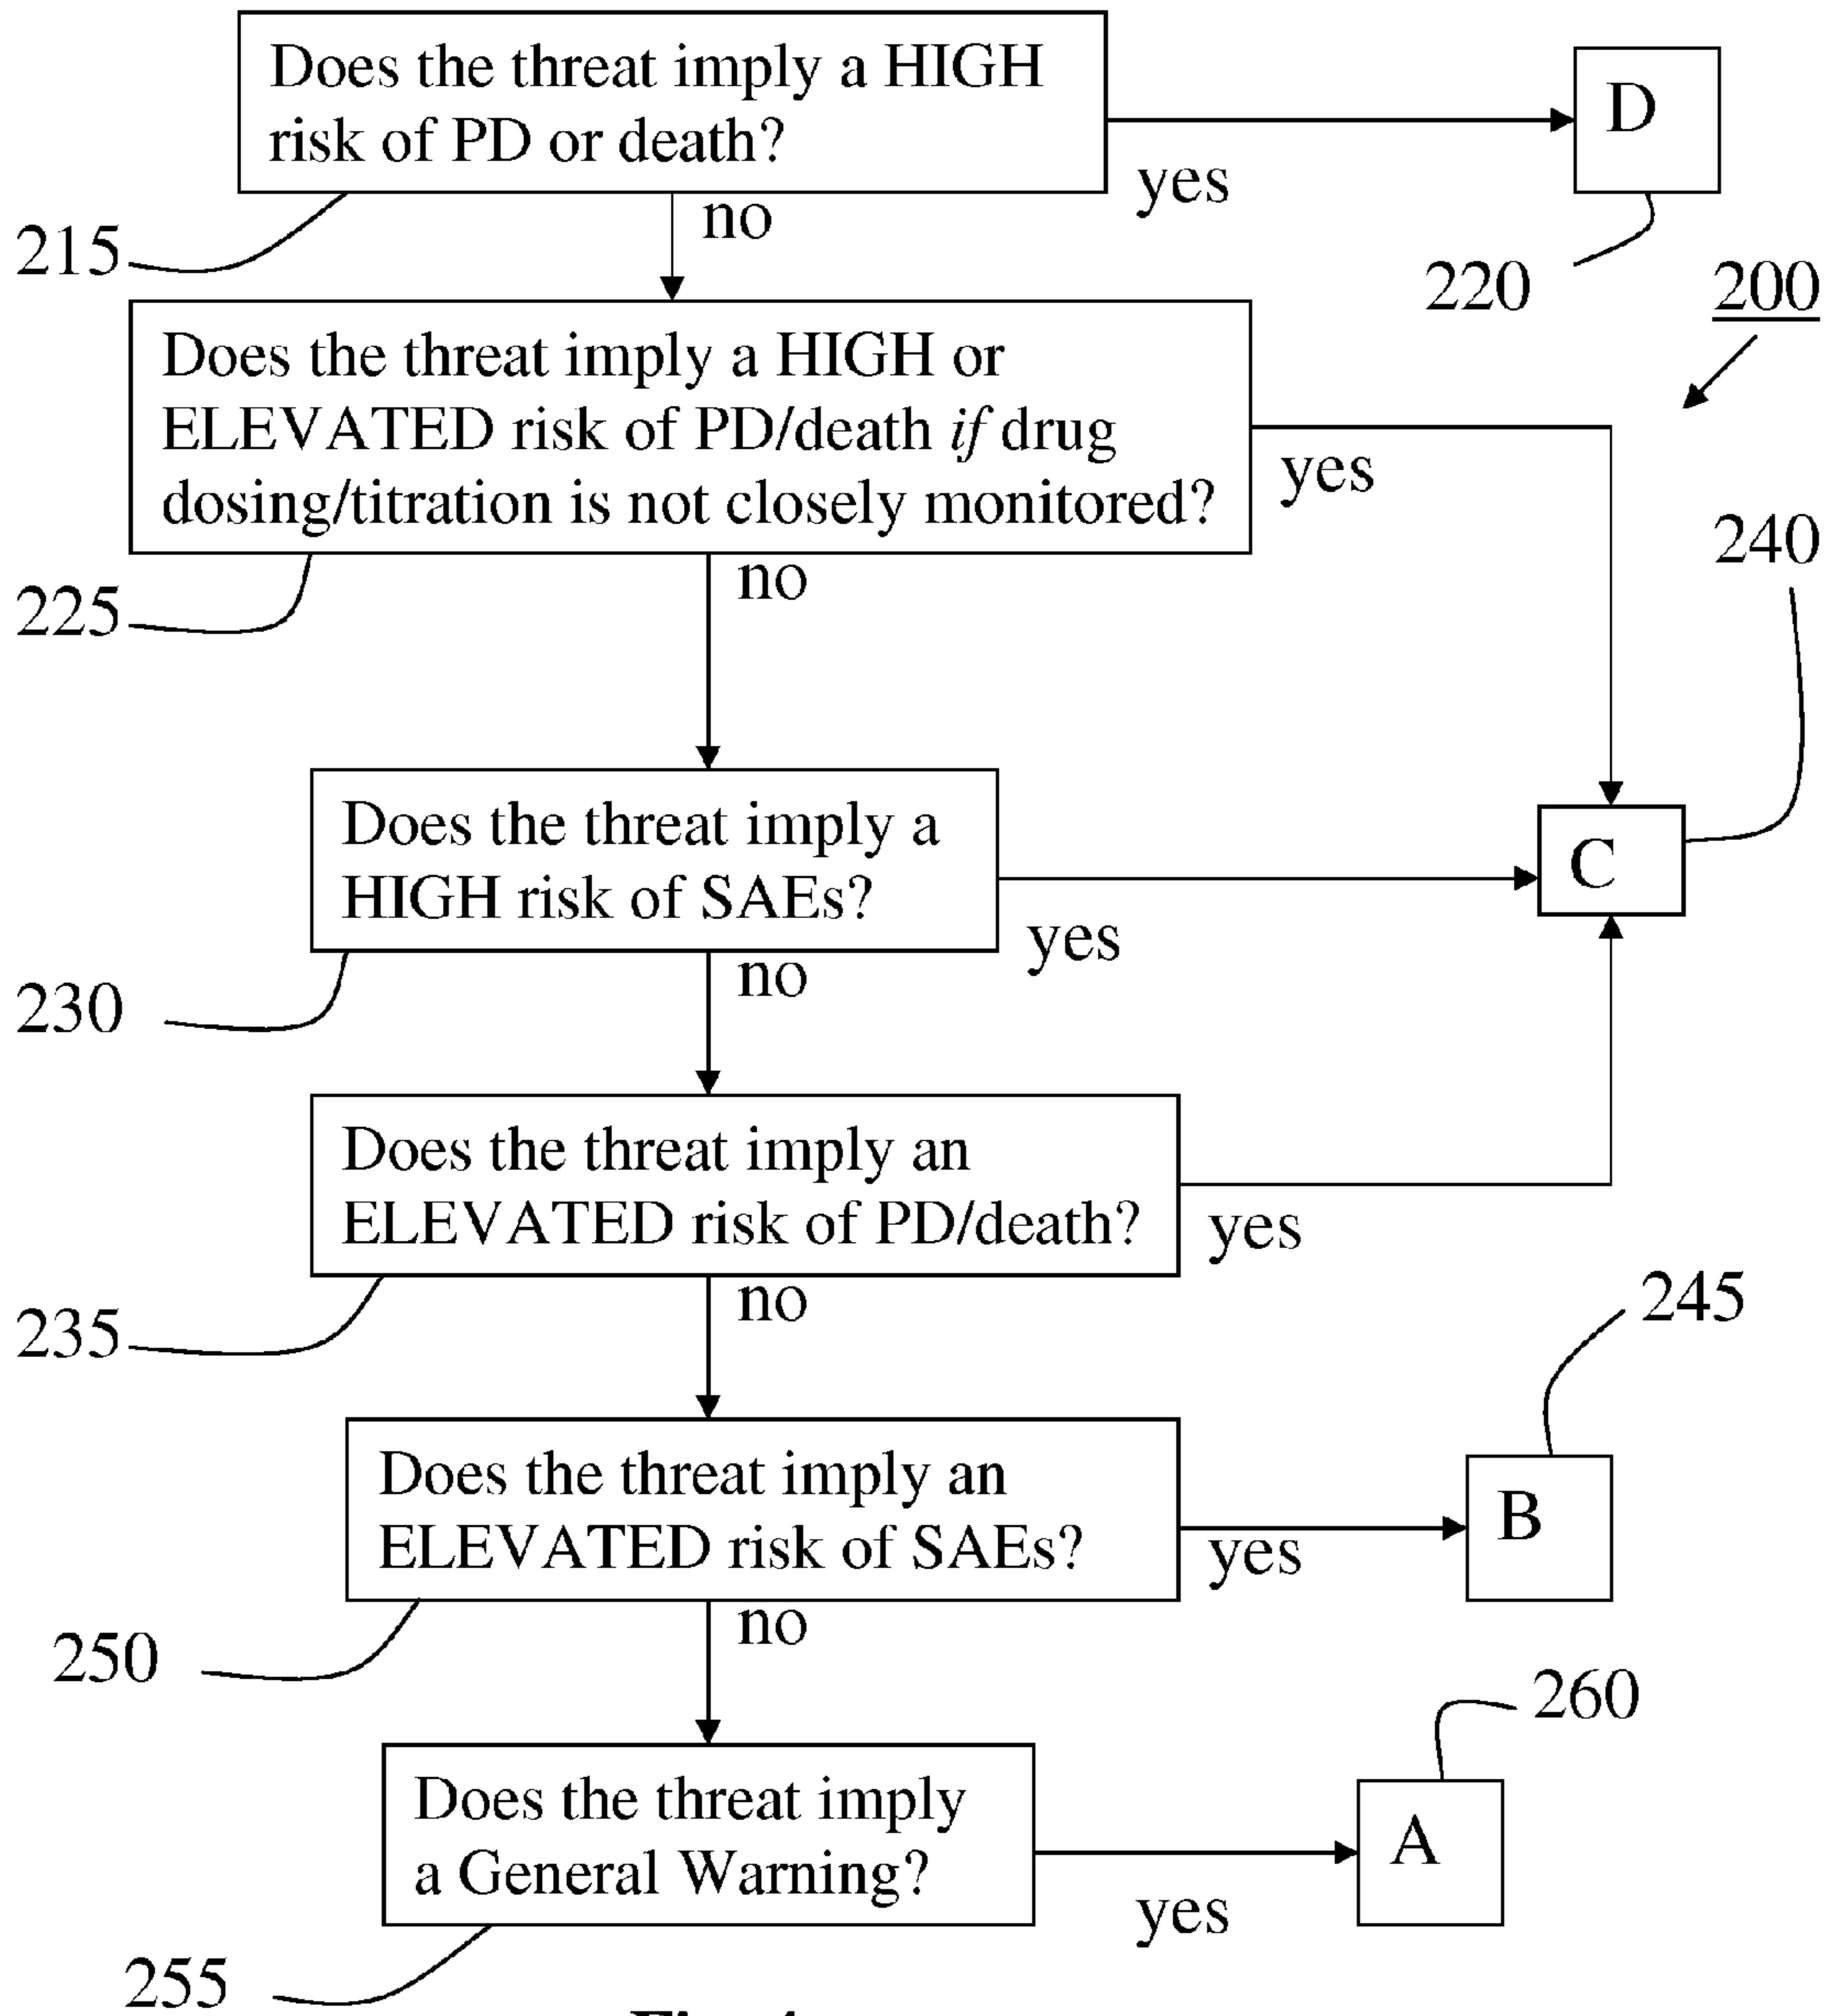 Does the threat imply a HIGH
risk of PD or death?
D
yes
no
215
220
200
Does the threat imply a HIGH or
ELEVATED risk of PD/death if drug
dosing/titration is not closely monitored?
yes
240
no
225
Does the threat imply a
HIGH risk of SAEs?
C
yes
no
230
Does the threat imply an
ELEVATED risk of PD/death?
yes
245
no
235
Does the threat imply an
ELEVATED risk of SAEs?
B
yes
no
250
260
Does the threat imply
a General Warning?
A
yes
255